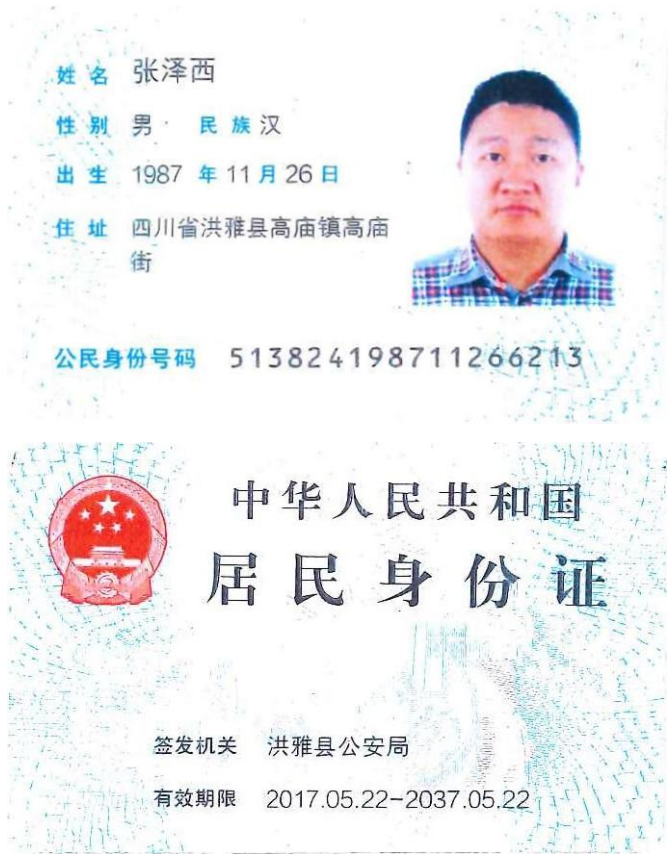 姓名 张泽西
性别 男 民族 汉
出生 1987 年 11 月 26 日
住址 四川省洪雅县高庙镇高庙
街
公民身份号码 513824198711266213
中华人民共和国
居民身份证
签发机关 洪雅县公安局
有效期限 2017.05.22-2037.05.22